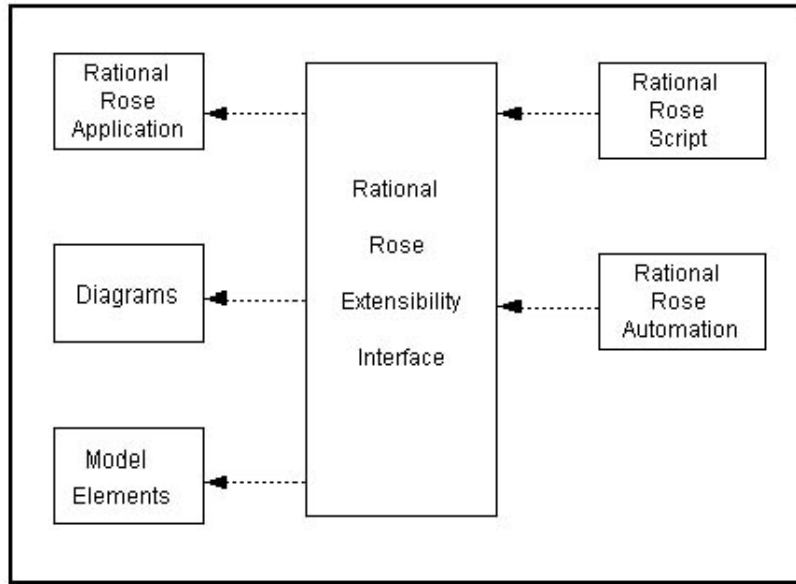 Rational
Rose
Application
Diagrams
Model
Elements
Rational
Rose
Extensibility
Interface
Rational
Rose
Script
Rational
Rose
Automation